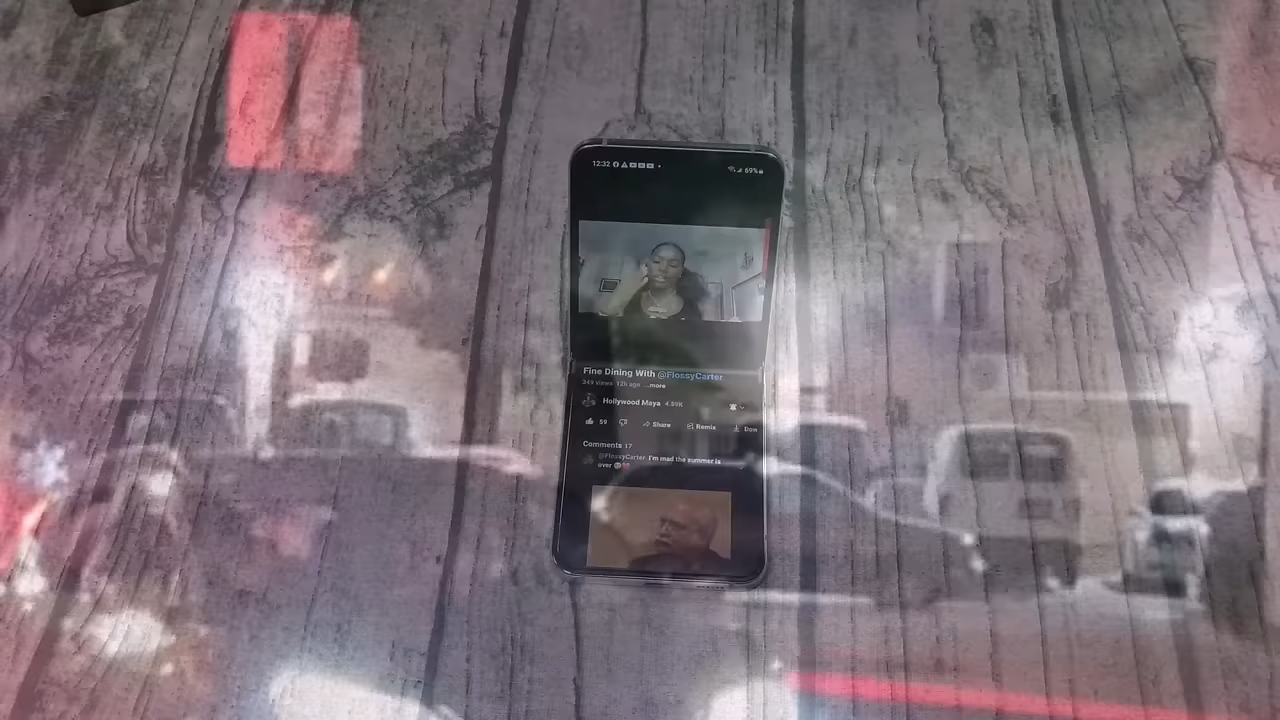 12:32
69%
Fine Dining With @FlossyCarter
349 views 12h ago ...more
Hollywood Maya 4.89K
59 Share Remix Dow
Comments 17
@FlossyCarter I'm mad the summer is
over